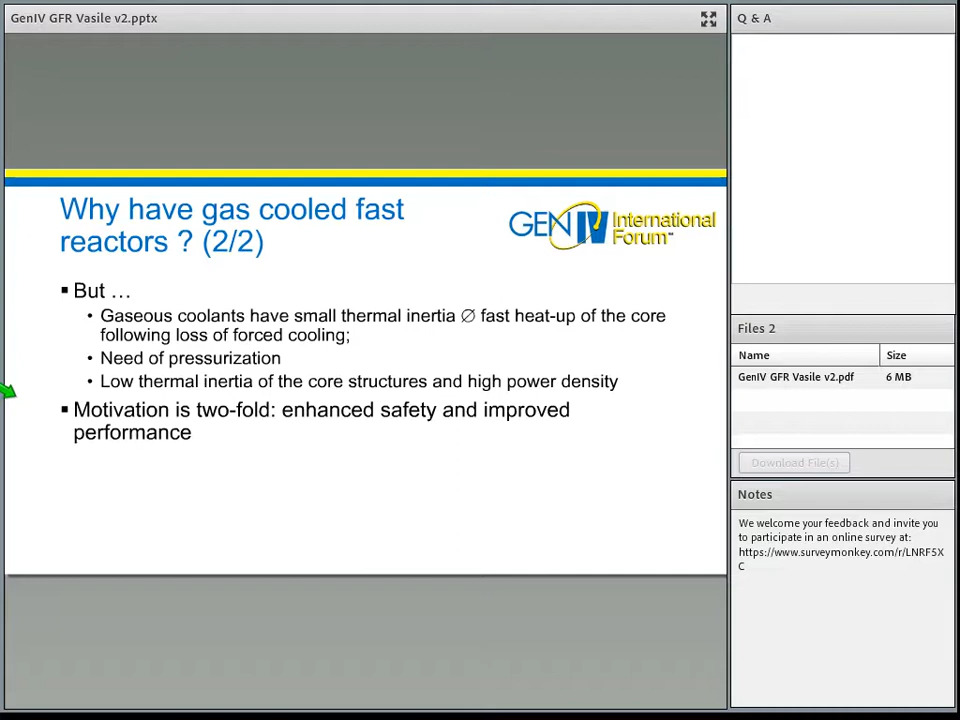 GenIV GFR Vasile v2.pptx
Why have gas cooled fast
reactors ? (2/2)
GEN IV International
Forum™
▪ But …
• Gaseous coolants have small thermal inertia ∅ fast heat-up of the core
following loss of forced cooling;
• Need of pressurization
• Low thermal inertia of the core structures and high power density
▪ Motivation is two-fold: enhanced safety and improved
performance
Q & A
Files 2
Name Size
GenIV GFR Vasile v2.pdf 6 MB
Download File(s)
Notes
We welcome your feedback and invite you
to participate in an online survey at:
https://www.surveymonkey.com/r/LNRF5X
C